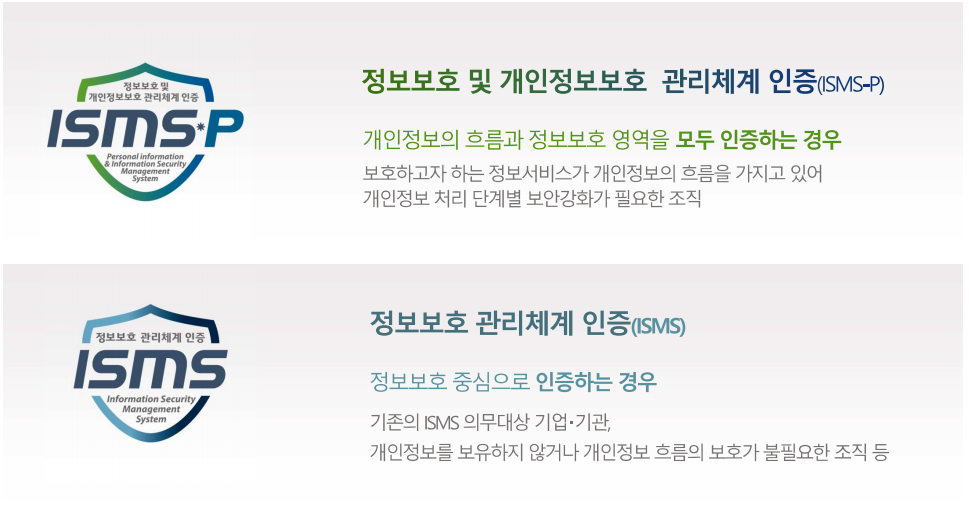 정보보호 및
개인정보보호 관리체계 인증
ISMS-P
Personal information
& Information Security
Management
System
정보보호 및 개인정보보호 관리체계 인증(ISMS-P)
개인정보의 흐름과 정보보호 영역을 모두 인증하는 경우
보호하고자 하는 정보서비스가 개인정보의 흐름을 가지고 있어
개인정보 처리 단계별 보안강화가 필요한 조직
정보보호 관리체계 인증
ISMS
Information Security
Management
System
정보보호 관리체계 인증(ISMS)
정보보호 중심으로 인증하는 경우
기존의 ISMS 의무대상 기업·기관,
개인정보를 보유하지 않거나 개인정보 흐름의 보호가 불필요한 조직 등